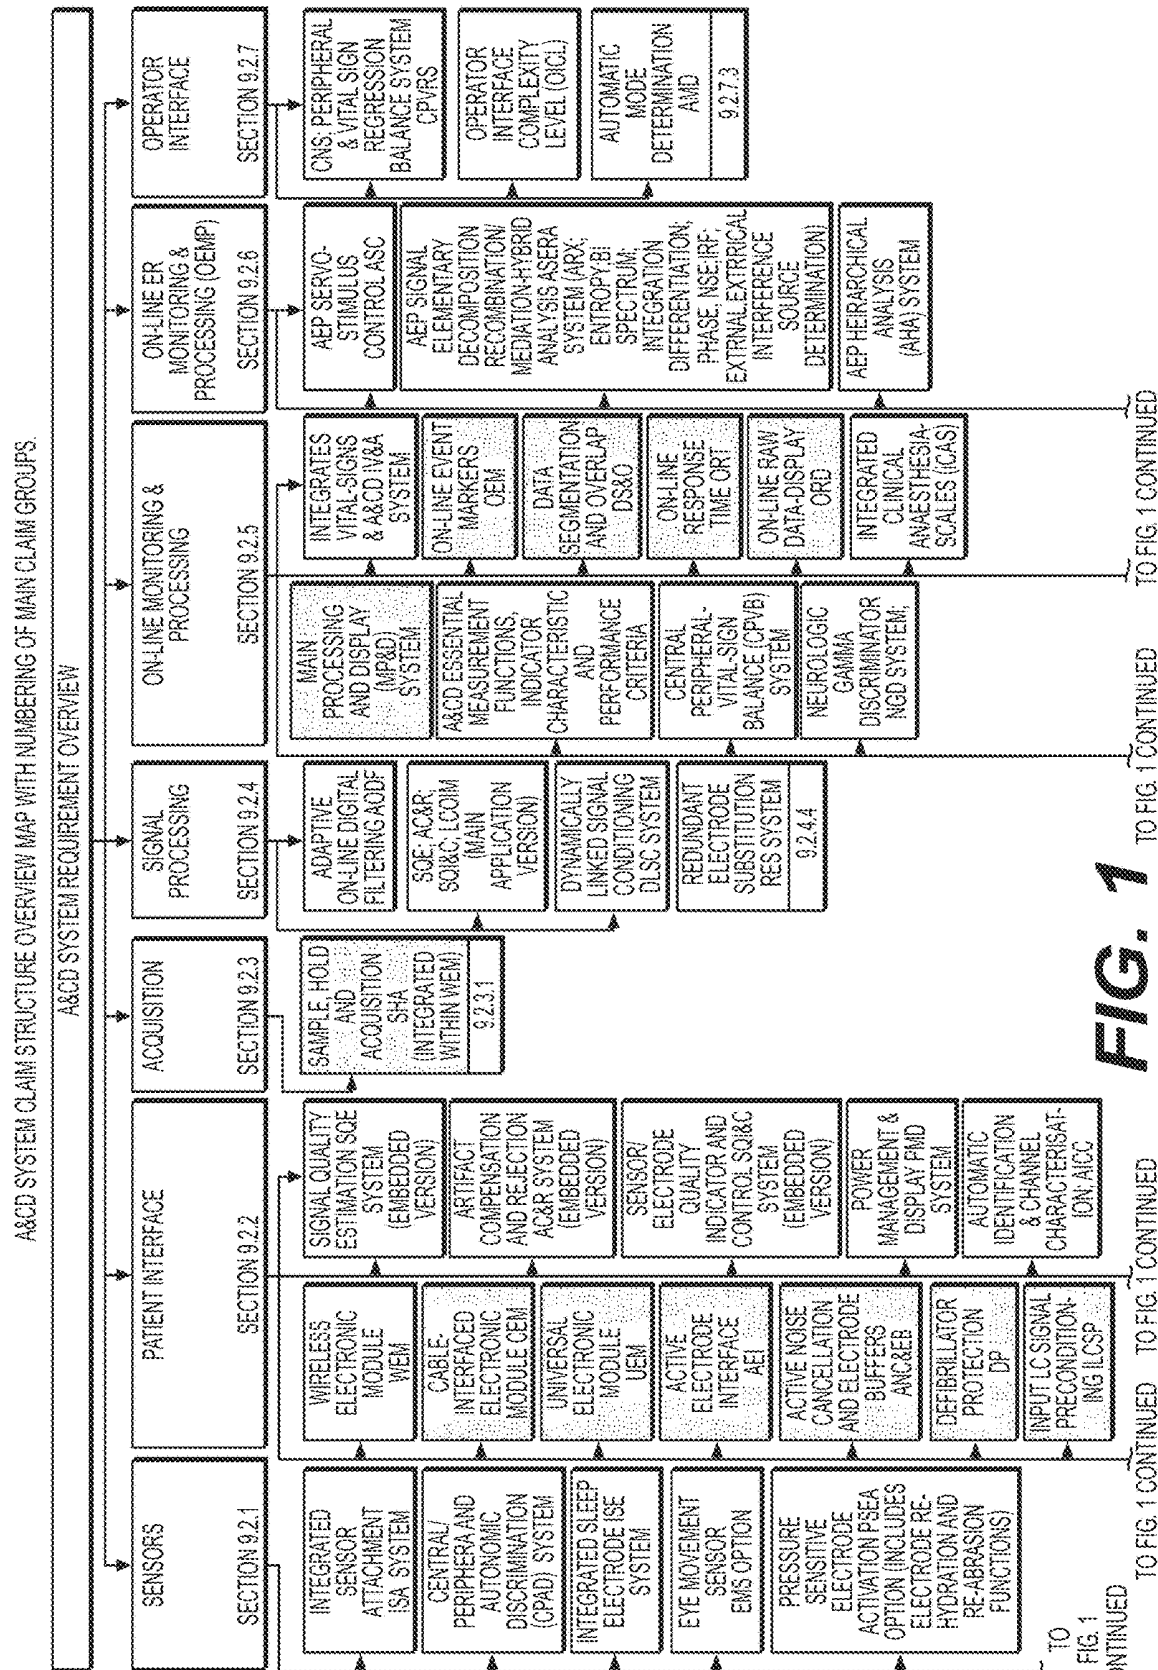 A&CD SYSTEM CLAIM STRUCTURE OVERVIEW MAP WITH NUMBERING OF MAIN CLAIM GROUPS.
A&CD SYSTEM REQUIREMENT OVERVIEW
SENSORS
SECTION 9.2.1
INTEGRATED
SENSOR
ATTACHMENT
ISA SYSTEM
CENTRAL/
PERIPHERA AND
AUTONOMIC
DISCRIMINATION
(CPAD) SYSTEM
INTEGRATED SLEEP
ELECTRODE ISE
SYSTEM
EYE MOVEMENT
SENSOR
EMS OPTION
PRESSURE
SENSITIVE
ELECTRODE
ACTIVATION PSEA
OPTION (INCLUDES
ELECTRODE RE-
HYDRATION AND
RE-ABRASION
FUNCTIONS)
TO
FIG. 1
PATIENT INTERFACE
SECTION 9.2.2
WIRELESS
ELECTRONIC
MODULE
WEM
CABLE-
INTERFACED
ELECTRONIC
MODULE CEM
UNIVERSAL
ELECTRONIC
MODULE
UEM
ACTIVE
ELECTRODE
INTERFACE
AEI
ACTIVE NOISE
CANCELLATION
AND ELECTRODE
BUFFERS
ANC&EB
DEFIBRILLATOR
PROTECTION
DP
INPUT LC SIGNAL
PRECONDITION-
ING ILCSP
TO FIG. 1 CONTINUED
SIGNAL QUALITY
ESTIMATION SQE
SYSTEM
(EMBEDDED
VERSION)
ARTIFACT
COMPENSATION
AND REJECTION
AC&R SYSTEM
(EMBEDDED
VERSION)
SENSOR/
ELECTRODE
QUALITY
INDICATOR AND
CONTROL SQI&C
SYSTEM
(EMBEDDED
VERSION)
POWER
MANAGEMENT &
DISPLAY PMD
SYSTEM
AUTOMATIC
IDENTIFICATION
& CHANNEL
CHARACTERISAT-
ION; AICC
TO FIG. 1 CONTINUED
ACQUISITION
SECTION 9.2.3
SAMPLE, HOLD
AND
ACQUISITION
SHA
(INTEGRATED
WITHIN WEM)
9.2.3.1
SIGNAL
PROCESSING
SECTION 9.2.4
ADAPTIVE
ON-LINE DIGITAL
FILTERING AODF
SQE; AC&R;
SQI&C; LCOIM
(MAIN
APPLICATION
VERSION)
DYNAMICALLY
LINKED SIGNAL
CONDITIONING
DLSC SYSTEM
REDUNDANT
ELECTRODE
SUBSTITUTION
RES SYSTEM
9.2.4.4
ON-LINE MONITORING &
PROCESSING
SECTION 9.2.5
MAIN
PROCESSING
AND DISPLAY
(MP&D)
SYSTEM
A&CD ESSENTIAL
MEASUREMENT
FUNCTIONS,
INDICATOR
CHARACTERISTIC
AND
PERFORMANCE
CRITERIA
CENTRAL
PERIPHERAL-
VITAL-SIGN
BALANCE (CPVB)
SYSTEM
NEUROLOGIC
GAMMA
DISCRIMINATOR
NGD SYSTEM;
TO FIG. 1 CONTINUED
INTEGRATES
VITAL-SIGNS
& A&CD IV&A
SYSTEM
ON-LINE EVENT
MARKERS
OEM
DATA
SEGMENTATION
AND OVERLAP
DS&O
ON-LINE
RESPONSE
TIME ORT
ON-LINE RAW
DATA-DISPLAY
ORD
INTEGRATED
CLINICAL
ANAESTHESIA-
SCALES (iCAS)
TO FIG. 1 CONTINUED
ON-LINE ER
MONITORING &
PROCESSING (OEMP)
SECTION 9.2.6
AEP SERVO-
STIMULUS
CONTROL ASC
AEP SIGNAL
ELEMENTARY
DECOMPOSITION
RECOMBINATION/
MEDIATION-HYBRID
ANALYSIS ASERA
SYSTEM (ARX;
ENTROPY;BI
SPECTRUM;
INTEGRATION
DIFFERENTIATION;
PHASE, NSE;IRF;
EXTRNAL,EXTRRICAL
INTERFERENCE
SOURCE
DETERMINATION)
AEP HEIRARCHICAL
ANALYSIS
(AHA) SYSTEM
TO FIG. 1 CONTINUED
OPERATOR
INTERFACE
SECTION 9.2.7
CNS; PERIPHERAL
& VITAL SIGN
REGRESSION
BALANCE SYSTEM
CPVRS
OPERATOR
INTERFACE
COMPLEXITY
LEVEL (OICL)
AUTOMATIC
MODE
DETERMINATION
AMD
9.2.7.3
FIG. 1